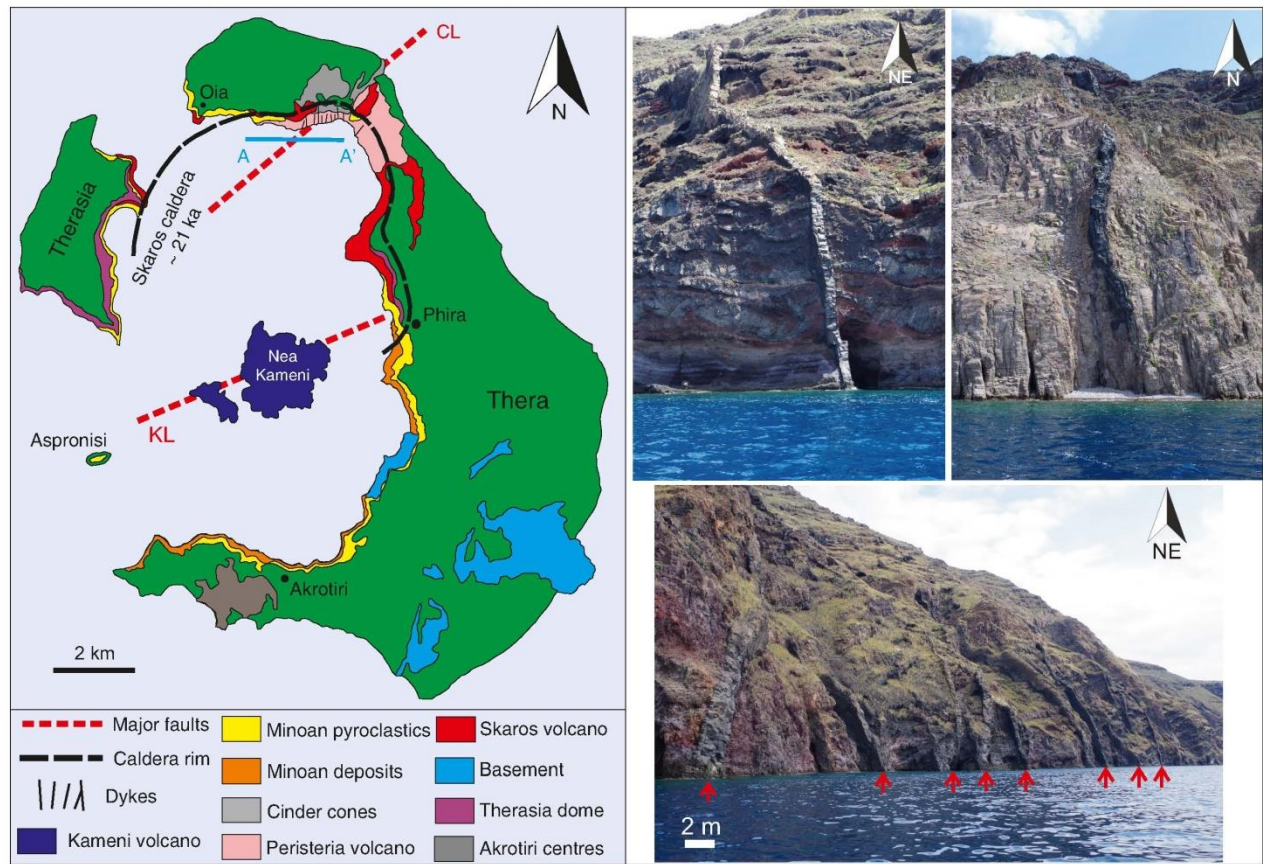 CL
N
Oia
A
A'
Therasia
Skaros caldera
~ 21 ka
Phira
Nea
Kameni
Thera
KL
Aspronisi
Akrotiri
2 km
Major faults
Caldera rim
Dykes
Kameni volcano
Minoan pyroclastics
Minoan deposits
Cinder cones
Peristeria volcano
Skaros volcano
Basement
Therasia dome
Akrotiri centres
NE
N
NE
2 m